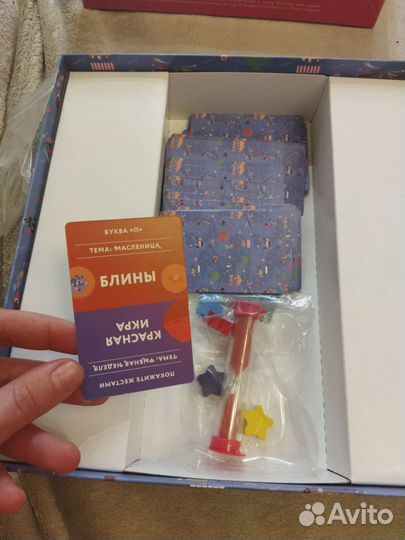 БУКВА «П»
ТЕМА: МАСЛЕНИЦА
БЛИНЫ
КРАСНАЯ
ИКРА
ТЕМА: РЫБНАЯ НЕДЕЛЯ
ПОКАЖИТЕ ЖЕСТАМИ
Avito